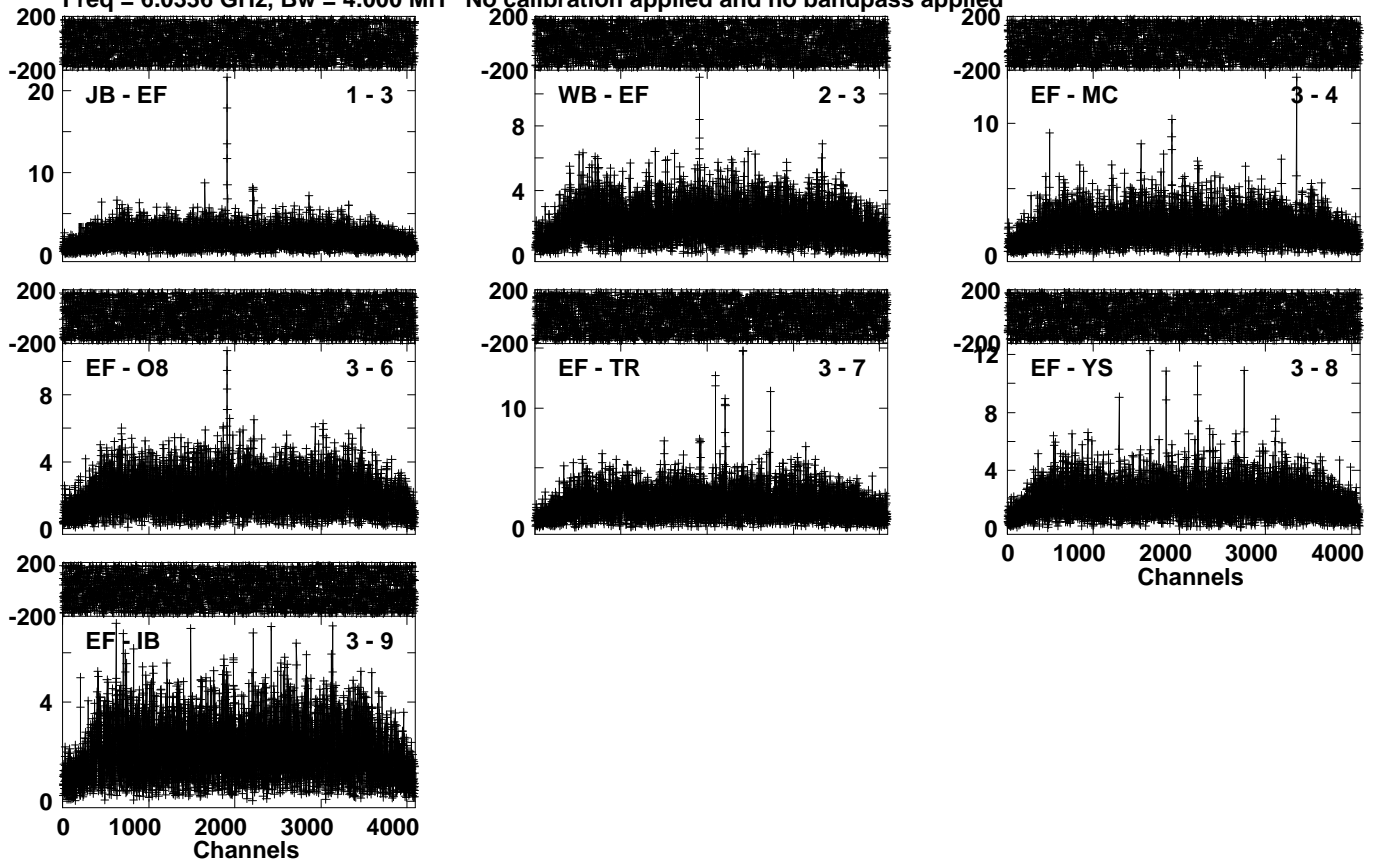 Freq = 6.0356 GHz, Bw = 4.000 MH No calibration applied and no bandpass applied
200
-200
JB - EF 1 - 3
20
10
0
200
-200
WB - EF 2 - 3
8
4
0
200
-200
EF - MC 3 - 4
10
0
200
-200
EF - O8 3 - 6
8
4
0
200
-200
EF - TR 3 - 7
10
0
200
-200
12
EF - YS 3 - 8
8
4
0
0 1000 2000 3000 4000
Channels
200
-200
EF - IB 3 - 9
4
0
0 1000 2000 3000 4000
Channels